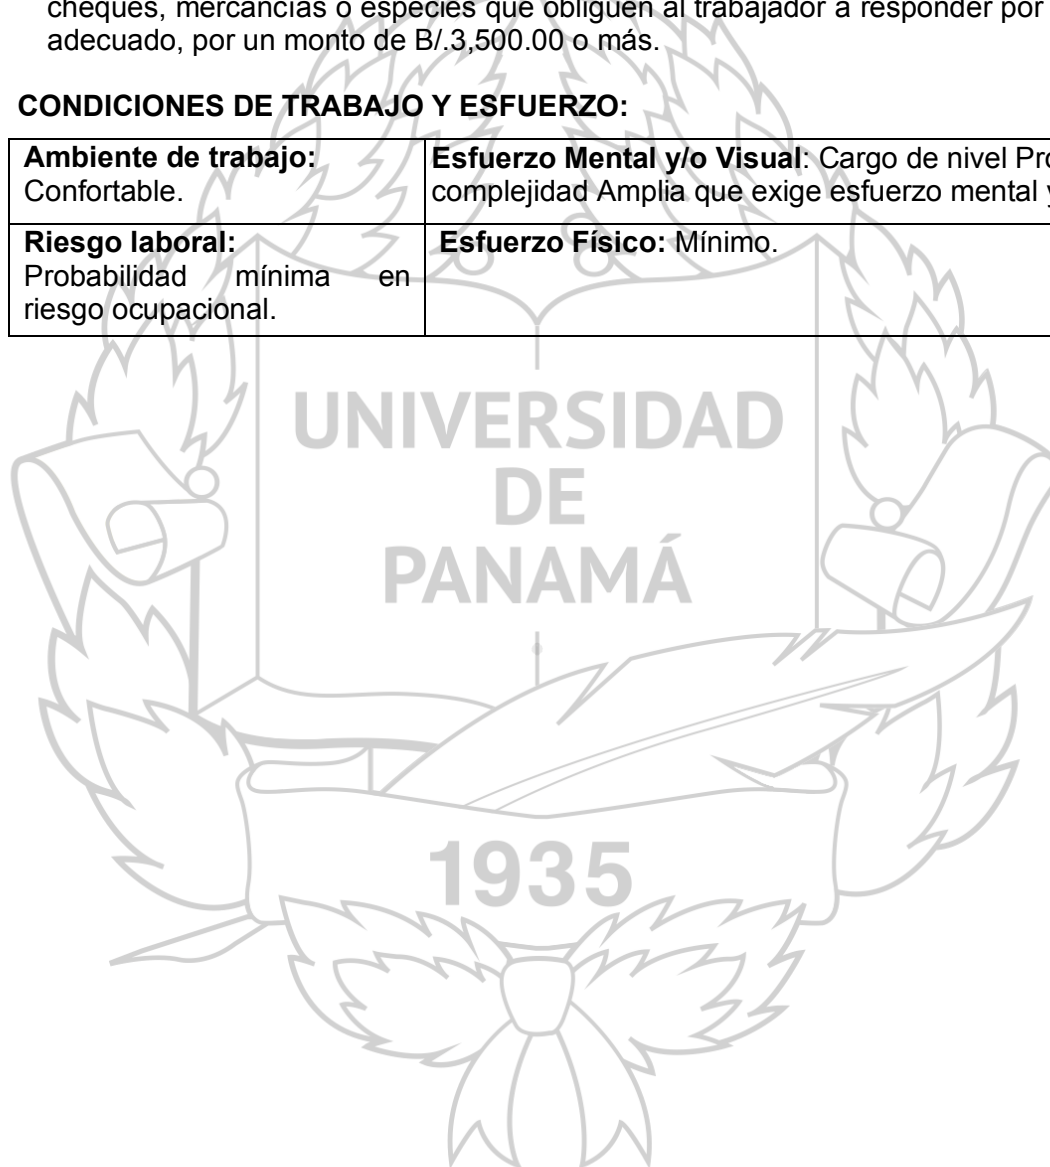 cheques, mercancías o especies que obliguen al trabajador a responder por
adecuado, por un monto de B/.3,500.00 o más.
CONDICIONES DE TRABAJO Y ESFUERZO:
Ambiente de trabajo:
Confortable.
Esfuerzo Mental y/o Visual: Cargo de nivel
complejidad Amplia que exige esfuerzo mental
Riesgo laboral:
Probabilidad mínima en
riesgo ocupacional.
Esfuerzo Físico: Mínimo.
UNIVERSIDAD
DE
PANAMÁ
1935